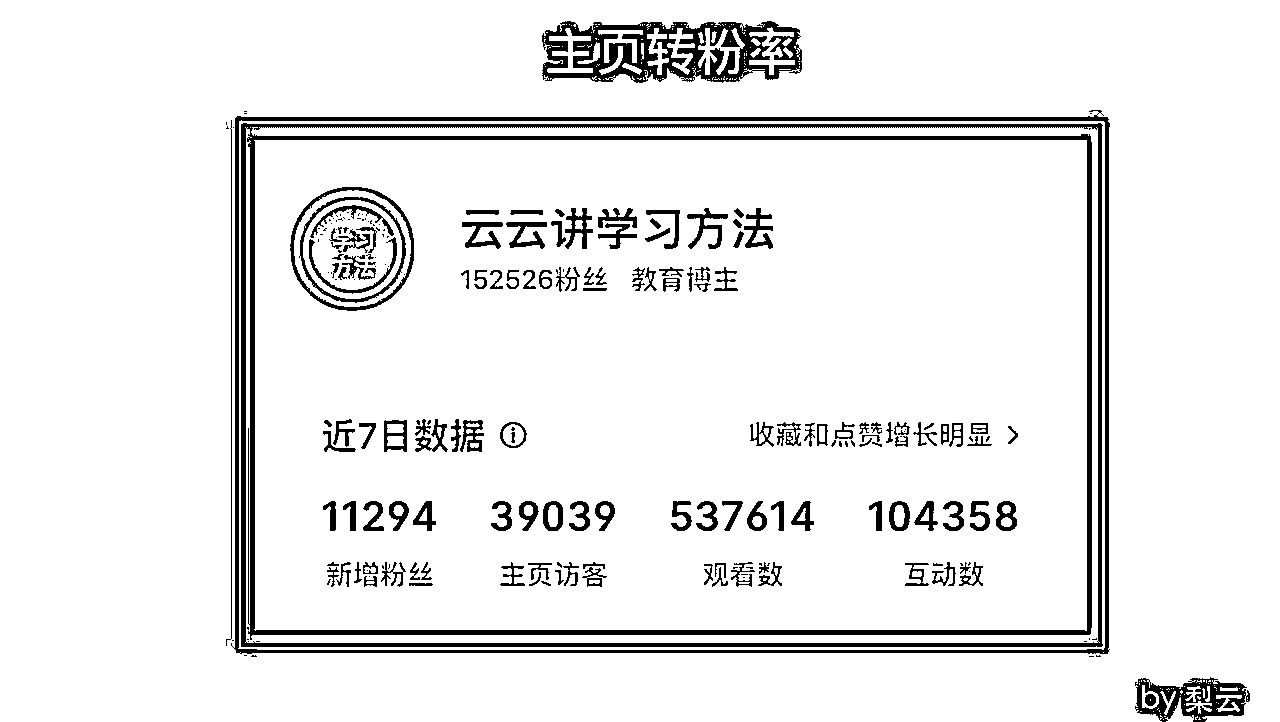 主页转粉率
学习
方法
云云讲学习方法
152526粉丝 教育博主
近7日数据 收藏和点赞增长明显
11294 39039 537614 104358
新增粉丝 主页访客 观看数 互动数
by梨云